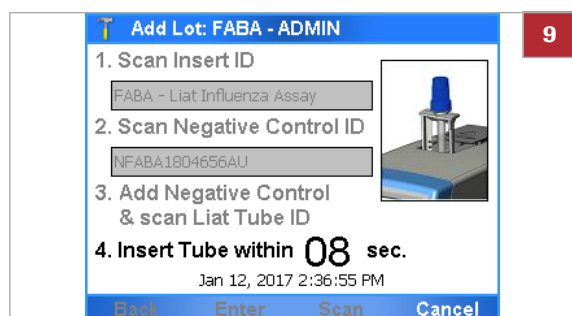 Add Lot: FABA - ADMIN
9
1. Scan Insert ID
FABA - Liat Influenza Assay
2. Scan Negative Control ID
NFABA1804656AU
3. Add Negative Control
& scan Liat Tube ID
4. Insert Tube within 08 sec.
Jan 12, 2017 2:36:55 PM
Back Enter Scan Cancel